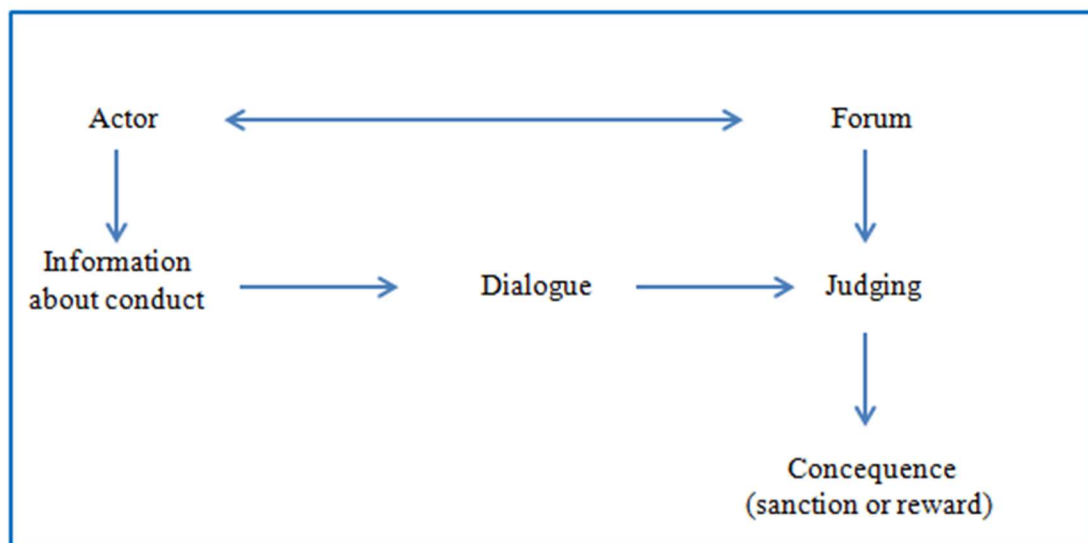 Actor
Forum
Information
about conduct
Dialogue
Judging
Concequence
(sanction or reward)